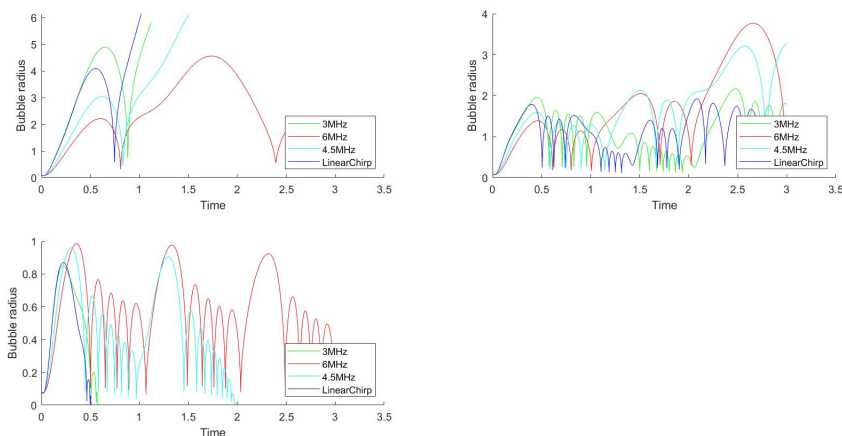 6
5
4
3
2
1
0
Bubble radius
0 0.5 1 1.5 2 2.5 3 3.5
Time
3MHz
6MHz
4.5MHz
LinearChirp
4
3
2
1
0
Bubble radius
0 0.5 1 1.5 2 2.5 3 3.5
Time
3MHz
6MHz
4.5MHz
LinearChirp
1
0.8
0.6
0.4
0.2
0
Bubble radius
0 0.5 1 1.5 2 2.5 3 3.5
Time
3MHz
6MHz
4.5MHz
LinearChirp